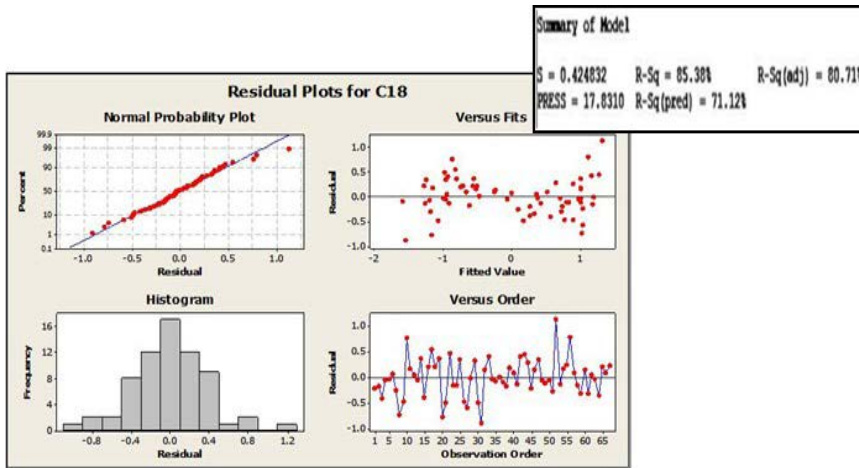 Summary of Model
S = 0.424832 R-Sq = 85.38% R-Sq(adj) = 80.71%
PRESS = 17.8310 R-Sq(pred) = 71.12%
Residual Plots for C18
Normal Probability Plot
Percent
99.9
99
90
50
10
1
0.1
-1.0 -0.5 0.0 0.5 1.0
Residual
Versus Fits
Residual
1.0
0.5
0.0
-0.5
-1.0
-2 -1 0 1
Fitted Value
Histogram
Frequency
16
12
8
4
0
-0.8 -0.4 0.0 0.4 0.8 1.2
Residual
Versus Order
Residual
1.0
0.5
0.0
-0.5
-1.0
1 5 10 15 20 25 30 35 40 45 50 55 60 65
Observation Order